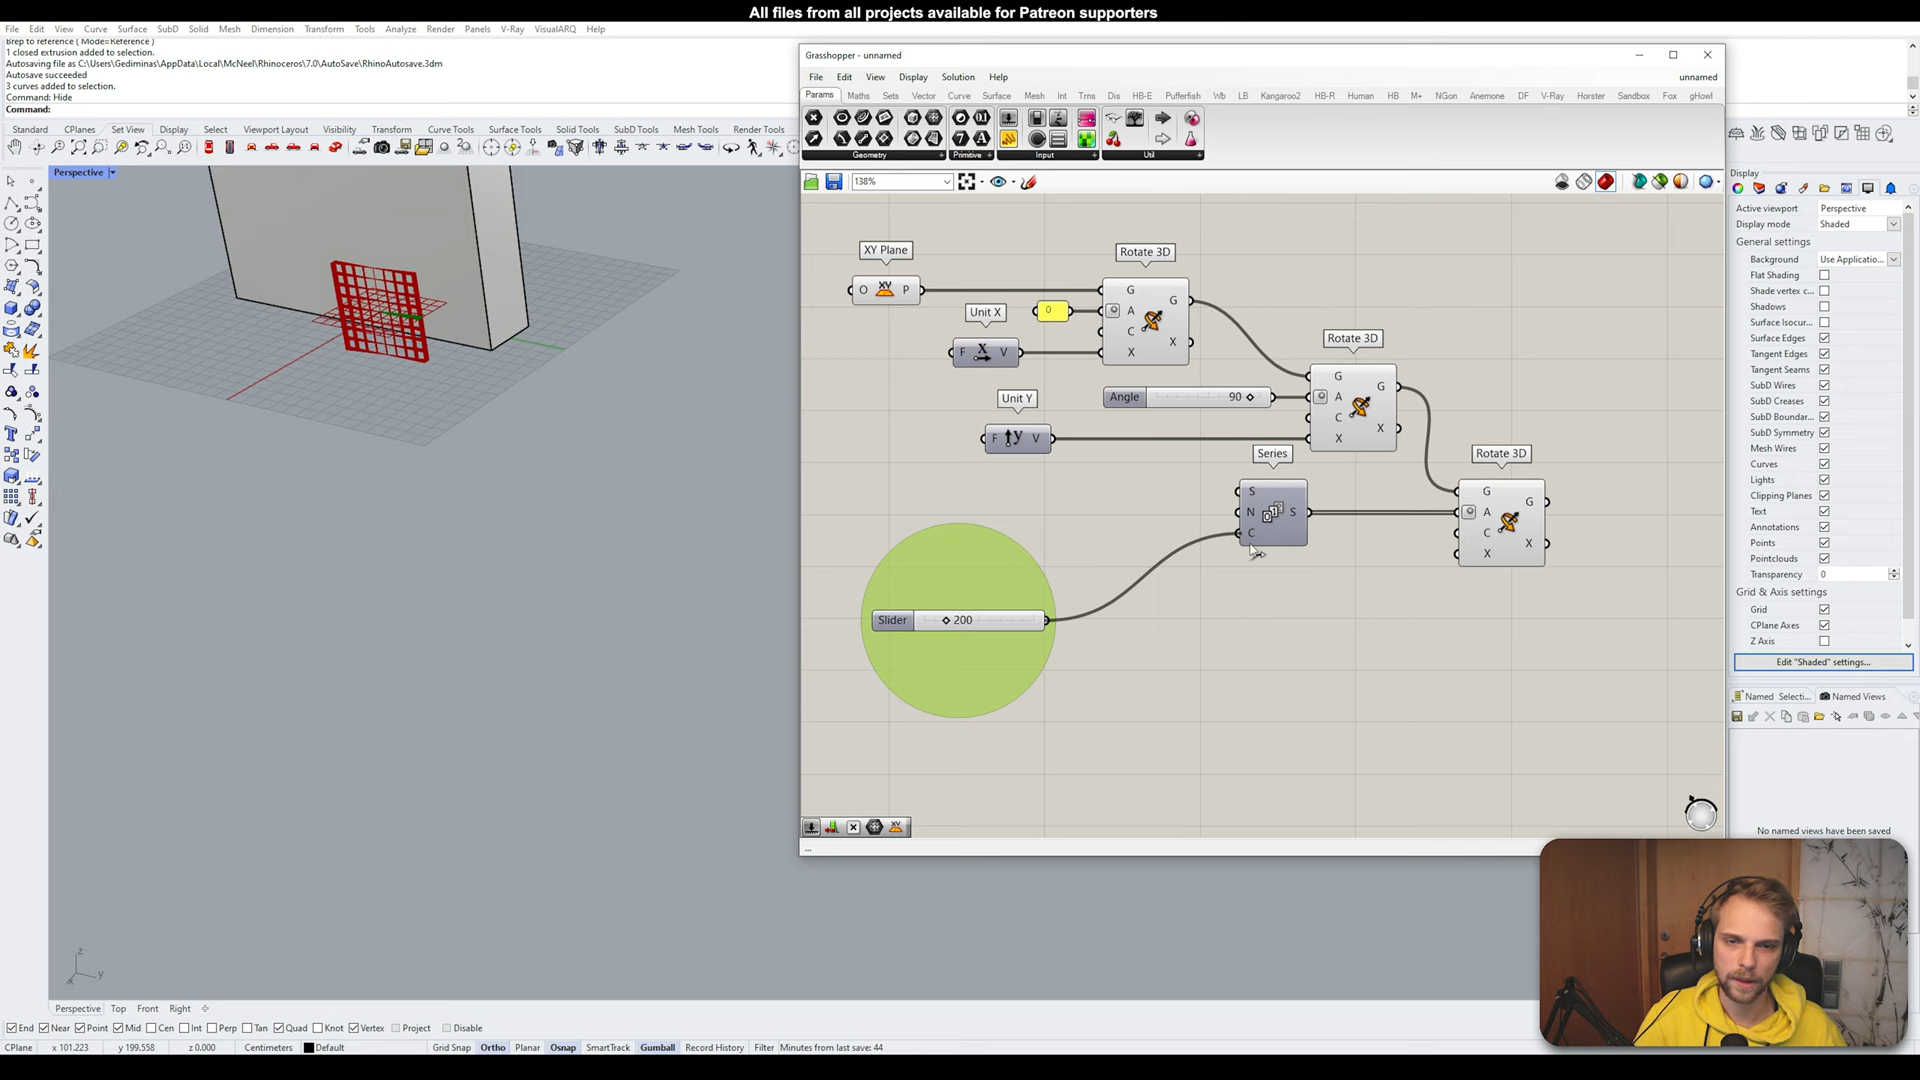 All files from all projects available for Patreon supporters
File Edit View Curve Surface SubD Solid Mesh Dimension Transform Tools Analyze Render Panels V-Ray VisualARQ Help
Brep to reference ( Mode=Reference )
1 closed extrusion added to selection.
Autosaving file as C:\Users\Gediminas\AppData\Local\McNeel\Rhinoceros\7.0\AutoSave\RhinoAutosave.3dm
Autosave succeeded
3 curves added to selection.
Command: Hide
Command:
Standard CPlanes Set View Display Select Viewport Layout Visibility Transform Curve Tools Surface Tools Solid Tools SubD Tools Mesh Tools Render Tools
Perspective
Grasshopper - unnamed
File Edit View Display Solution Help unnamed
Params Maths Sets Vector Curve Surface Mesh Int Trns Dis HB-E Pufferfish Wb LB Kangaroo2 HB-R Human HB M+ NGon Anemone DF V-Ray Horster Sandbox Fox gHowl
Geometry Primitive Input Util
138%
XY Plane
O XY P
Rotate 3D
G A C X G X
0
Unit X
F X V
Rotate 3D
G A C X G X
Angle 90
Unit Y
F y V
Series
S N C S
Rotate 3D
G A C X G X
Slider 200
...
Display
Active viewport Perspective
Display mode Shaded
General settings
Background Use Applicatio...
Flat Shading
Shade vertex c...
Shadows
Surface Isocur...
Surface Edges
Tangent Edges
Tangent Seams
SubD Wires
SubD Creases
SubD Boundar...
SubD Symmetry
Mesh Wires
Curves
Lights
Clipping Planes
Text
Annotations
Points
Pointclouds
Transparency 0
Grid & Axis settings
Grid
CPlane Axes
Z Axis
Edit "Shaded" settings...
Named Selecti... Named Views
No named views have been saved
z
y
x
Perspective Top Front Right
End Near Point Mid Cen Int Perp Tan Quad Knot Vertex Project Disable
CPlane x 101.223 y 199.558 z 0.000 Centimeters Default Grid Snap Ortho Planar Osnap SmartTrack Gumball Record History Filter Minutes from last save: 44